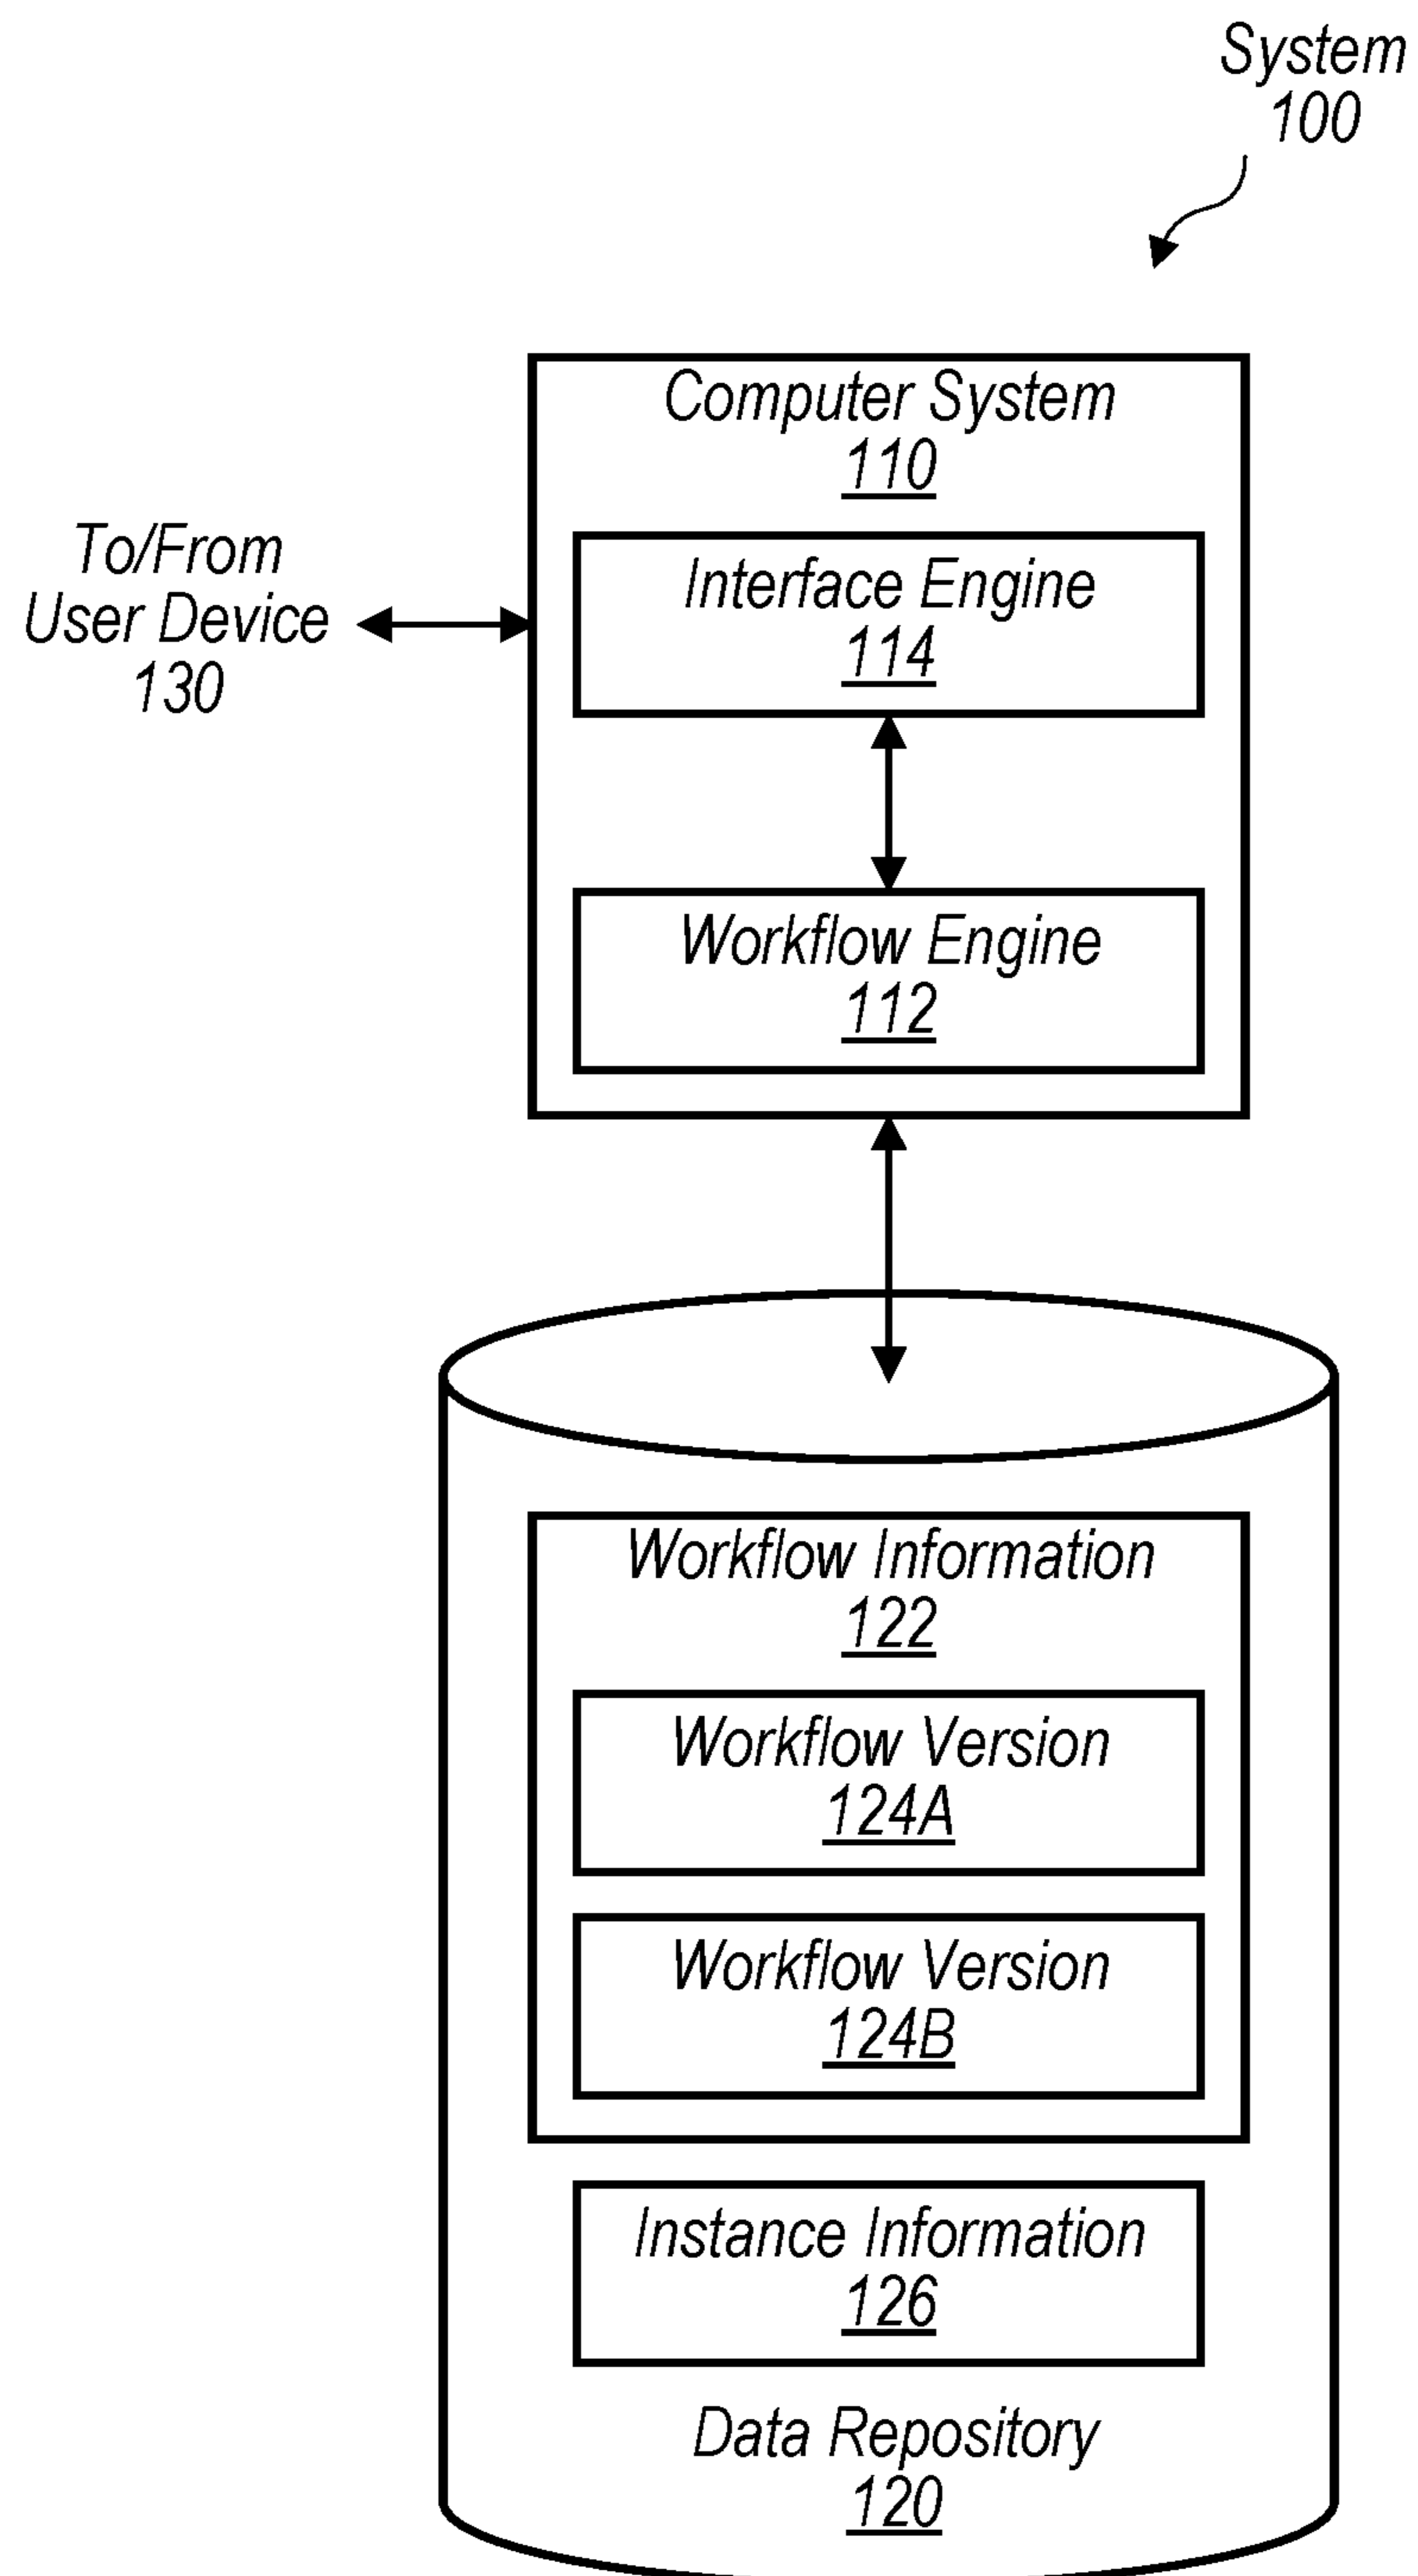 System
100
Computer System
110
To/From
User Device
130
Interface Engine
114
Workflow Engine
112
Workflow Information
122
Workflow Version
124A
Workflow Version
124B
Instance Information
126
Data Repository
120